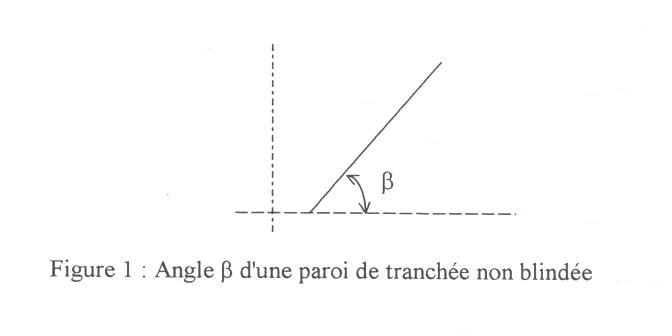 β
Figure 1 : Angle β d'une paroi de tranchée non blindée